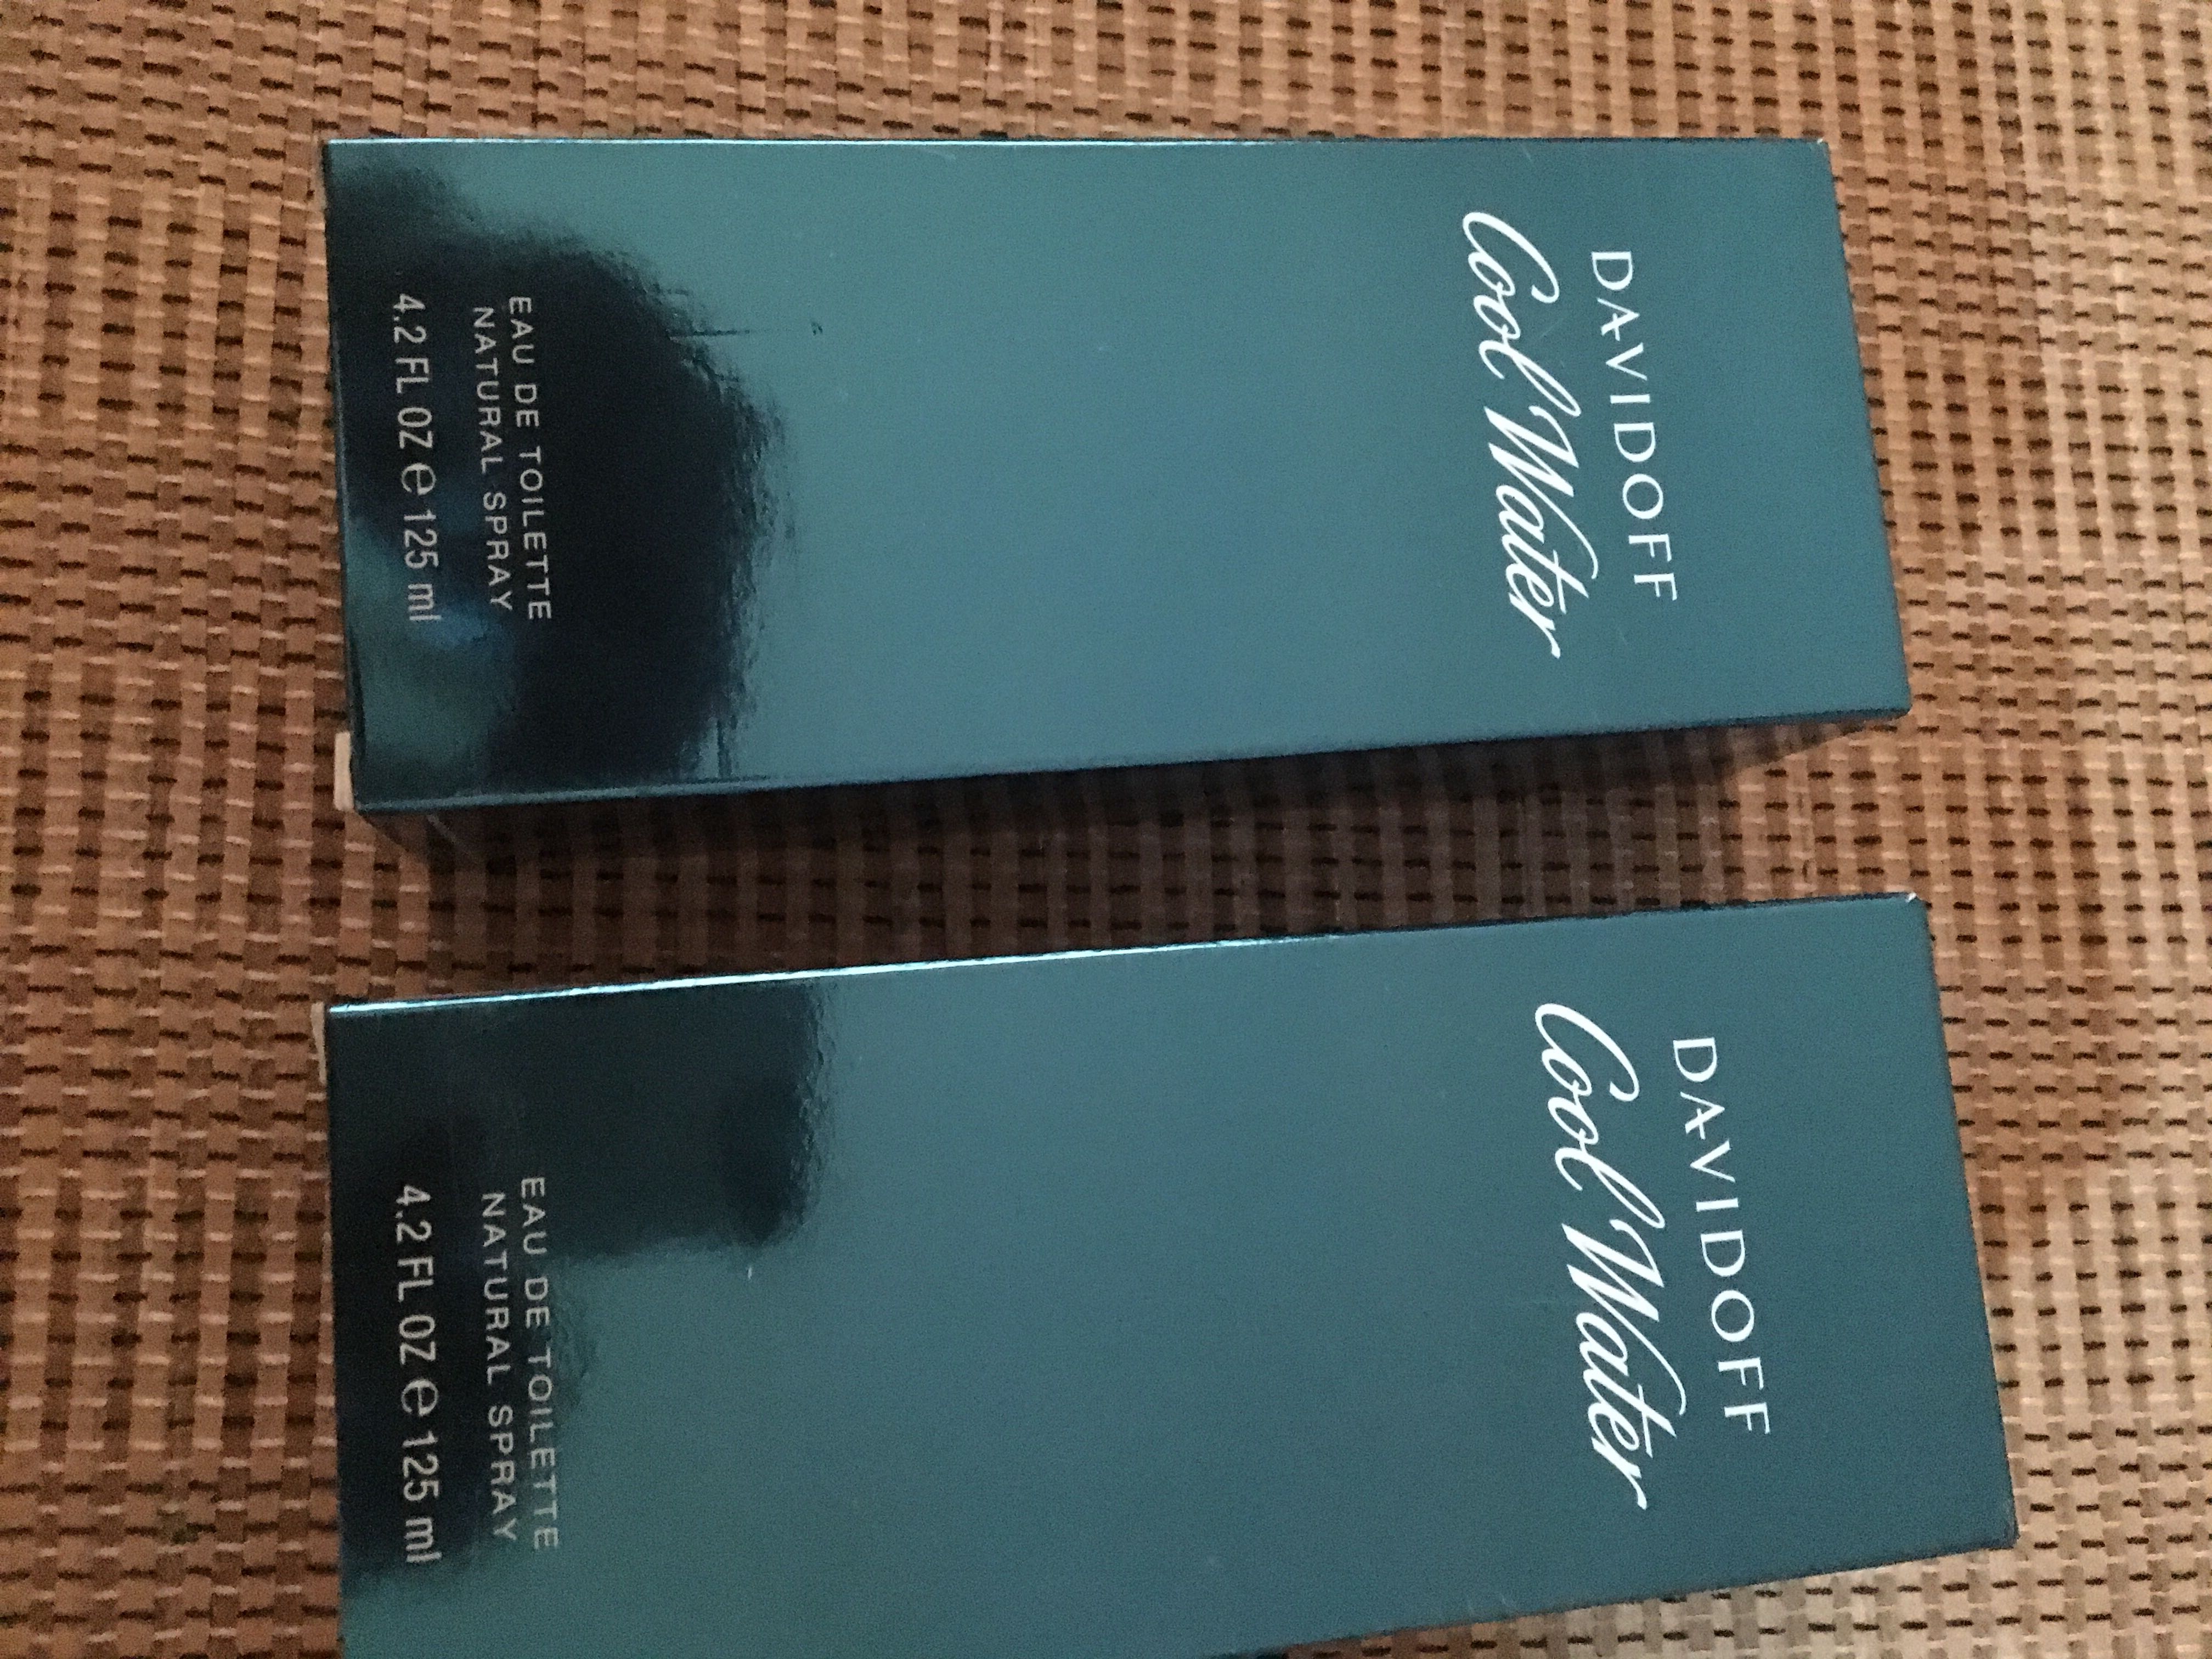 DAVIDOFF
Cool Water
EAU DE TOILETTE
NATURAL SPRAY
4.2 FL OZ e 125 ml
DAVIDOFF
Cool Water
EAU DE TOILETTE
NATURAL SPRAY
4.2 FL OZ e 125 ml